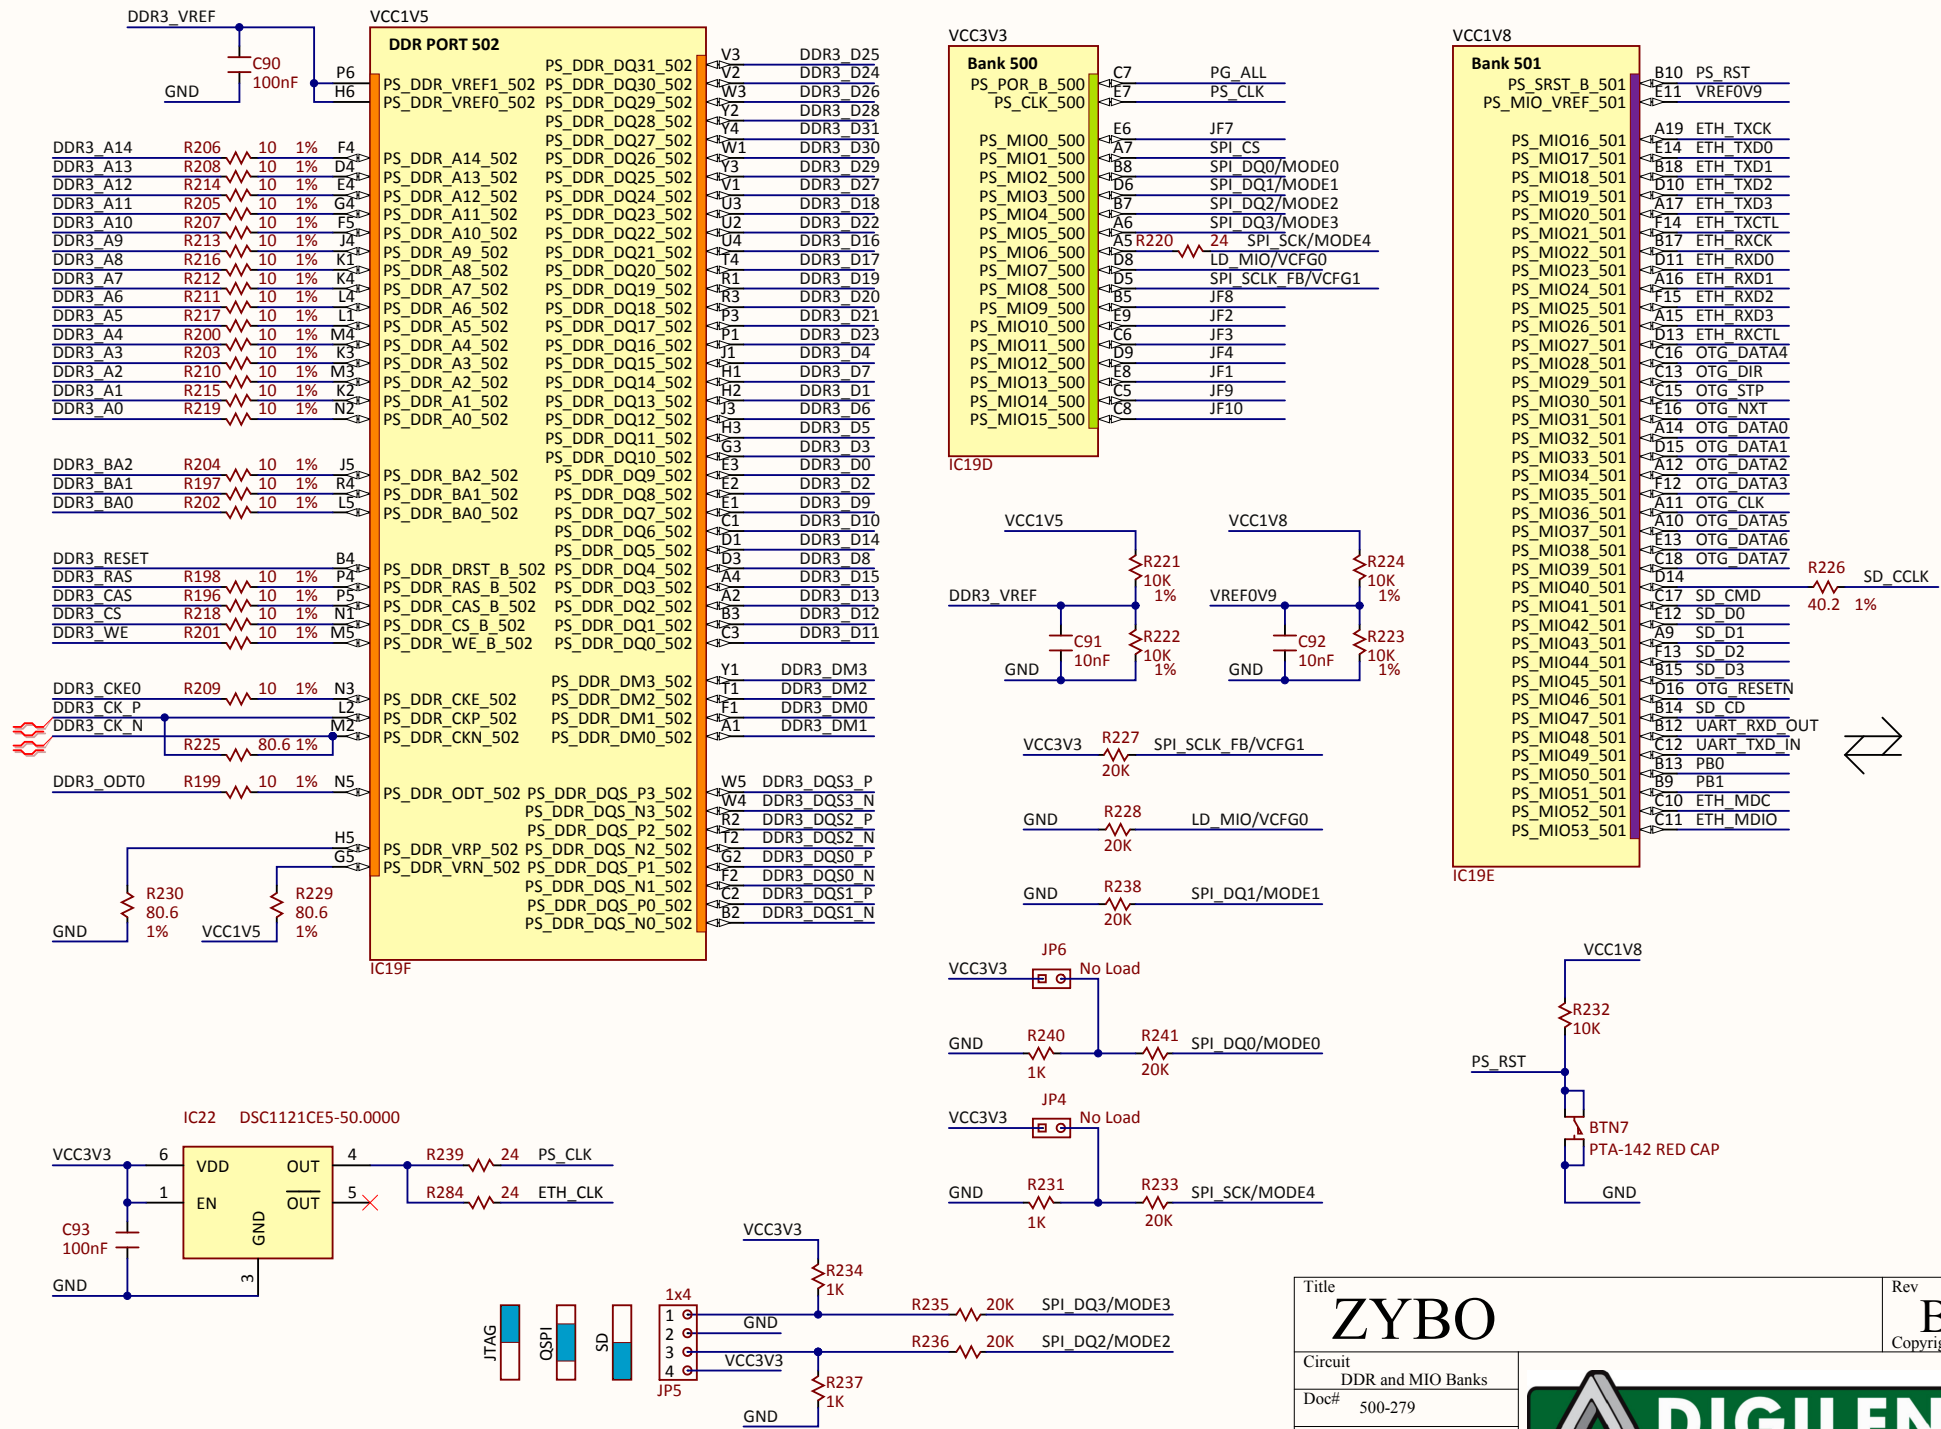 DDR3_VREF
C90
100nF
GND
VCC1V5
DDR PORT 502
P6 PS_DDR_VREF1_502
H6 PS_DDR_VREF0_502
DDR3_A14 R206 10 1% F4 PS_DDR_A14_502
DDR3_A13 R208 10 1% D4 PS_DDR_A13_502
DDR3_A12 R214 10 1% E4 PS_DDR_A12_502
DDR3_A11 R205 10 1% G4 PS_DDR_A11_502
DDR3_A10 R207 10 1% F5 PS_DDR_A10_502
DDR3_A9 R213 10 1% J4 PS_DDR_A9_502
DDR3_A8 R216 10 1% K1 PS_DDR_A8_502
DDR3_A7 R212 10 1% K4 PS_DDR_A7_502
DDR3_A6 R211 10 1% L4 PS_DDR_A6_502
DDR3_A5 R217 10 1% L1 PS_DDR_A5_502
DDR3_A4 R200 10 1% M4 PS_DDR_A4_502
DDR3_A3 R203 10 1% K3 PS_DDR_A3_502
DDR3_A2 R210 10 1% M3 PS_DDR_A2_502
DDR3_A1 R215 10 1% K2 PS_DDR_A1_502
DDR3_A0 R219 10 1% N2 PS_DDR_A0_502
DDR3_BA2 R204 10 1% J5 PS_DDR_BA2_502
DDR3_BA1 R197 10 1% R4 PS_DDR_BA1_502
DDR3_BA0 R202 10 1% L5 PS_DDR_BA0_502
DDR3_RESET B4 PS_DDR_DRST_B_502
DDR3_RAS R198 10 1% P4 PS_DDR_RAS_B_502
DDR3_CAS R196 10 1% P5 PS_DDR_CAS_B_502
DDR3_CS R218 10 1% N1 PS_DDR_CS_B_502
DDR3_WE R201 10 1% M5 PS_DDR_WE_B_502
DDR3_CKE0 R209 10 1% N3 PS_DDR_CKE_502
DDR3_CK_P L2 PS_DDR_CKP_502
DDR3_CK_N M2 PS_DDR_CKN_502
R225 80.6 1%
DDR3_ODT0 R199 10 1% N5 PS_DDR_ODT_502
H5 PS_DDR_VRP_502
G5 PS_DDR_VRN_502
R230
80.6
1%
GND
R229
80.6
1%
VCC1V5
PS_DDR_DQ31_502 V3 DDR3_D25
PS_DDR_DQ30_502 V2 DDR3_D24
PS_DDR_DQ29_502 W3 DDR3_D26
PS_DDR_DQ28_502 Y2 DDR3_D28
PS_DDR_DQ27_502 Y4 DDR3_D31
PS_DDR_DQ26_502 W1 DDR3_D30
PS_DDR_DQ25_502 Y3 DDR3_D29
PS_DDR_DQ24_502 V1 DDR3_D27
PS_DDR_DQ23_502 U3 DDR3_D18
PS_DDR_DQ22_502 U2 DDR3_D22
PS_DDR_DQ21_502 U4 DDR3_D16
PS_DDR_DQ20_502 T4 DDR3_D17
PS_DDR_DQ19_502 R1 DDR3_D19
PS_DDR_DQ18_502 R3 DDR3_D20
PS_DDR_DQ17_502 P3 DDR3_D21
PS_DDR_DQ16_502 P1 DDR3_D23
PS_DDR_DQ15_502 J1 DDR3_D4
PS_DDR_DQ14_502 H1 DDR3_D7
PS_DDR_DQ13_502 H2 DDR3_D1
PS_DDR_DQ12_502 J3 DDR3_D6
PS_DDR_DQ11_502 H3 DDR3_D5
PS_DDR_DQ10_502 G3 DDR3_D3
PS_DDR_DQ9_502 E3 DDR3_D0
PS_DDR_DQ8_502 E2 DDR3_D2
PS_DDR_DQ7_502 E1 DDR3_D9
PS_DDR_DQ6_502 C1 DDR3_D10
PS_DDR_DQ5_502 D1 DDR3_D14
PS_DDR_DQ4_502 D3 DDR3_D8
PS_DDR_DQ3_502 A4 DDR3_D15
PS_DDR_DQ2_502 A2 DDR3_D13
PS_DDR_DQ1_502 B3 DDR3_D12
PS_DDR_DQ0_502 C3 DDR3_D11
PS_DDR_DM3_502 Y1 DDR3_DM3
PS_DDR_DM2_502 T1 DDR3_DM2
PS_DDR_DM1_502 F1 DDR3_DM0
PS_DDR_DM0_502 A1 DDR3_DM1
PS_DDR_DQS_P3_502 W5 DDR3_DQS3_P
PS_DDR_DQS_N3_502 W4 DDR3_DQS3_N
PS_DDR_DQS_P2_502 R2 DDR3_DQS2_P
PS_DDR_DQS_N2_502 T2 DDR3_DQS2_N
PS_DDR_DQS_P1_502 G2 DDR3_DQS0_P
PS_DDR_DQS_N1_502 F2 DDR3_DQS0_N
PS_DDR_DQS_P0_502 C2 DDR3_DQS1_P
PS_DDR_DQS_N0_502 B2 DDR3_DQS1_N
IC19F
VCC3V3
Bank 500
PS_POR_B_500 C7 PG_ALL
PS_CLK_500 E7 PS_CLK
PS_MIO0_500 E6 JF7
PS_MIO1_500 A7 SPI_CS
PS_MIO2_500 B8 SPI_DQ0/MODE0
PS_MIO3_500 D6 SPI_DQ1/MODE1
PS_MIO4_500 B7 SPI_DQ2/MODE2
PS_MIO5_500 A6 SPI_DQ3/MODE3
PS_MIO6_500 A5 R220 24 SPI_SCK/MODE4
PS_MIO7_500 D8 LD_MIO/VCFG0
PS_MIO8_500 D5 SPI_SCLK_FB/VCFG1
PS_MIO9_500 B5 JF8
PS_MIO10_500 E9 JF2
PS_MIO11_500 C6 JF3
PS_MIO12_500 D9 JF4
PS_MIO13_500 E8 JF1
PS_MIO14_500 C5 JF9
PS_MIO15_500 C8 JF10
IC19D
VCC1V8
Bank 501
PS_SRST_B_501 B10 PS_RST
PS_MIO_VREF_501 E11 VREF0V9
PS_MIO16_501 A19 ETH_TXCK
PS_MIO17_501 E14 ETH_TXD0
PS_MIO18_501 B18 ETH_TXD1
PS_MIO19_501 D10 ETH_TXD2
PS_MIO20_501 A17 ETH_TXD3
PS_MIO21_501 F14 ETH_TXCTL
PS_MIO22_501 B17 ETH_RXCK
PS_MIO23_501 D11 ETH_RXD0
PS_MIO24_501 A16 ETH_RXD1
PS_MIO25_501 F15 ETH_RXD2
PS_MIO26_501 A15 ETH_RXD3
PS_MIO27_501 D13 ETH_RXCTL
PS_MIO28_501 C16 OTG_DATA4
PS_MIO29_501 C13 OTG_DIR
PS_MIO30_501 C15 OTG_STP
PS_MIO31_501 E16 OTG_NXT
PS_MIO32_501 A14 OTG_DATA0
PS_MIO33_501 D15 OTG_DATA1
PS_MIO34_501 A12 OTG_DATA2
PS_MIO35_501 F12 OTG_DATA3
PS_MIO36_501 A11 OTG_CLK
PS_MIO37_501 A10 OTG_DATA5
PS_MIO38_501 E13 OTG_DATA6
PS_MIO39_501 C18 OTG_DATA7
PS_MIO40_501 D14 R226 40.2 1% SD_CCLK
PS_MIO41_501 C17 SD_CMD
PS_MIO42_501 E12 SD_D0
PS_MIO43_501 A9 SD_D1
PS_MIO44_501 F13 SD_D2
PS_MIO45_501 B15 SD_D3
PS_MIO46_501 D16 OTG_RESETN
PS_MIO47_501 B14 SD_CD
PS_MIO48_501 B12 UART_RXD_OUT
PS_MIO49_501 C12 UART_TXD_IN
PS_MIO50_501 B13 PB0
PS_MIO51_501 B9 PB1
PS_MIO52_501 C10 ETH_MDC
PS_MIO53_501 C11 ETH_MDIO
IC19E
VCC1V5
R221
10K
1%
DDR3_VREF
C91
10nF
R222
10K
1%
GND
VCC1V8
R224
10K
1%
VREF0V9
C92
10nF
R223
10K
1%
GND
VCC3V3 R227 SPI_SCLK_FB/VCFG1
20K
GND R228 LD_MIO/VCFG0
20K
GND R238 SPI_DQ1/MODE1
20K
JP6
VCC3V3 No Load
GND R240 R241 SPI_DQ0/MODE0
1K 20K
JP4
VCC3V3 No Load
GND R231 R233 SPI_SCK/MODE4
1K 20K
VCC1V8
R232
10K
PS_RST
BTN7
PTA-142 RED CAP
GND
IC22 DSC1121CE5-50.0000
VCC3V3 6 VDD OUT 4 R239 24 PS_CLK
1 EN OUT 5 R284 24 ETH_CLK
GND
3
C93
100nF
GND
JTAG
QSPI
SD
VCC3V3
R234
1K
1x4
1 R235 20K SPI_DQ3/MODE3
2 GND
3 R236 20K SPI_DQ2/MODE2
4 VCC3V3
JP5
R237
1K
GND
Title
ZYBO
Rev
B
Copyrig
Circuit
DDR and MIO Banks
Doc#
500-279
DIGILEN